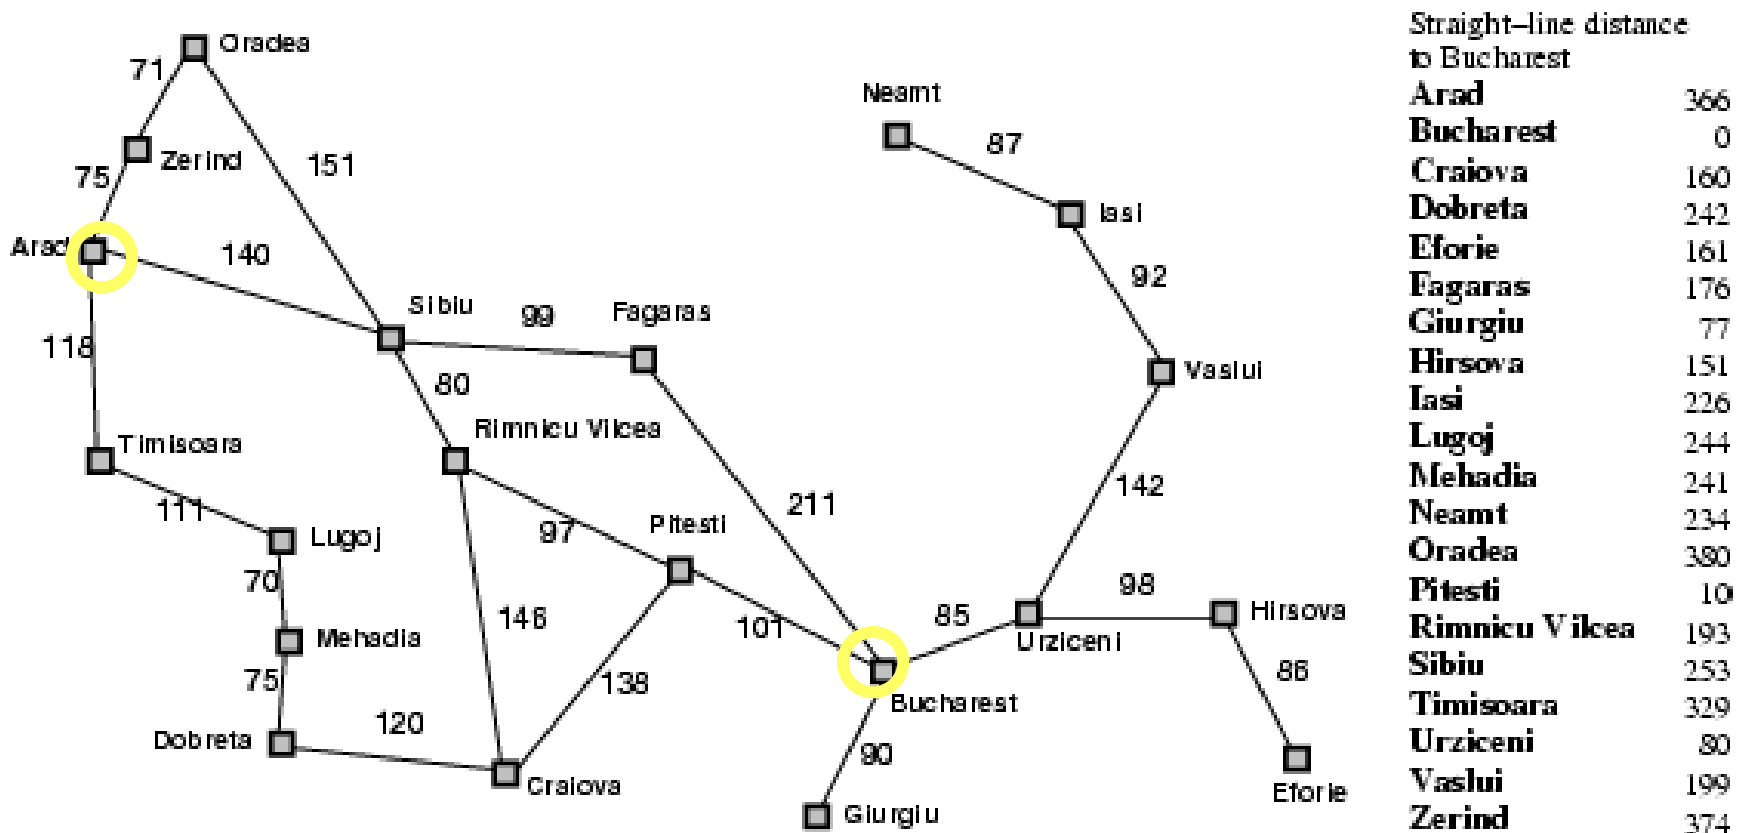 Oradea
71
Neamt
87
Zerind
151
75
Iasi
Arad
140
92
Sibiu
99
Fagaras
118
80
Vaslui
Rimnicu Vilcea
Timisoara
142
111
211
Pitesti
97
Lugoj
70
98
Hirsova
146
85
101
Mehadia
Urziceni
86
75
138
Bucharest
120
Dobreta
90
Craiova
Eforie
Giurgiu
Straight–line distance
to Bucharest
Arad 366
Bucharest 0
Craiova 160
Dobreta 242
Eforie 161
Fagaras 176
Giurgiu 77
Hirsova 151
Iasi 226
Lugoj 244
Mehadia 241
Neamt 234
Oradea 380
Pitesti 10
Rimnicu Vilcea 193
Sibiu 253
Timisoara 329
Urziceni 80
Vaslui 199
Zerind 374